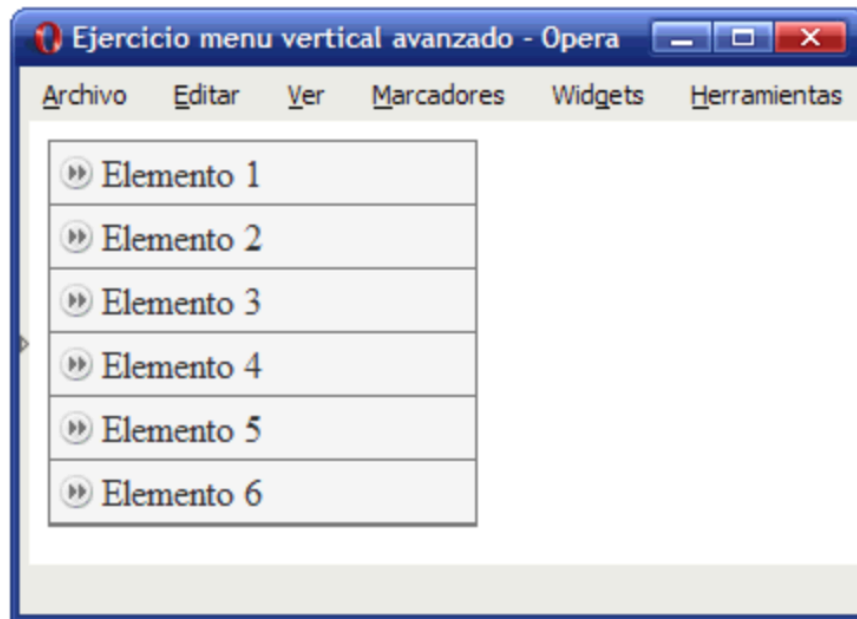 Ejercicio menu vertical avanzado - Opera
Archivo Editar Ver Marcadores Widgets Herramientas
Elemento 1
Elemento 2
Elemento 3
Elemento 4
Elemento 5
Elemento 6